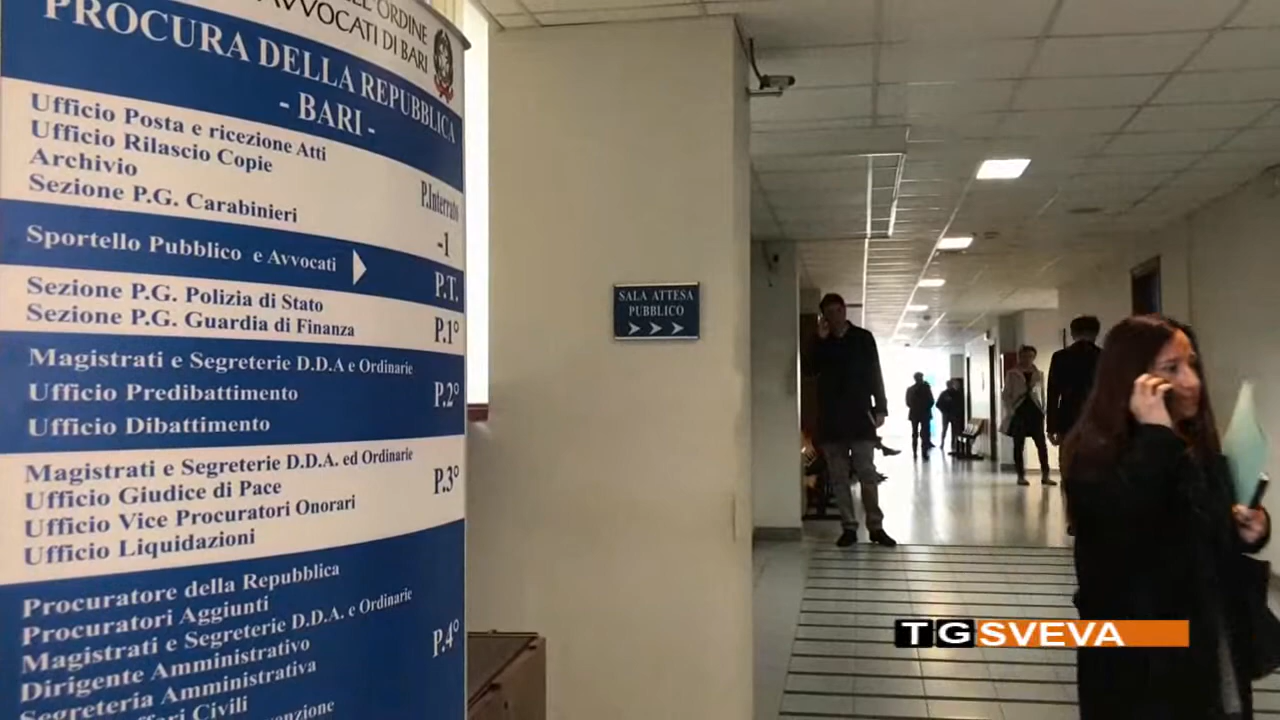 ELL'ORDINE
AVVOCATI DI BARI
PROCURA DELLA REPUBBLICA
- BARI -
Ufficio Posta e ricezione Atti
Ufficio Rilascio Copie
Archivio
Sezione P.G. Carabinieri
P.Interrato
-1
Sportello Pubblico e Avvocati
P.T.
Sezione P.G. Polizia di Stato
Sezione P.G. Guardia di Finanza
P.1°
Magistrati e Segreterie D.D.A e Ordinarie
Ufficio Predibattimento
Ufficio Dibattimento
P.2°
Magistrati e Segreterie D.D.A. ed Ordinarie
Ufficio Giudice di Pace
Ufficio Vice Procuratori Onorari
Ufficio Liquidazioni
P.3°
Procuratore della Repubblica
Procuratori Aggiunti
Magistrati e Segreterie D.D.A. e Ordinarie
Dirigente Amministrativo
Segreteria Amministrativa
Civili
P.4°
SALA ATTESA
PUBBLICO
TGSVEVA